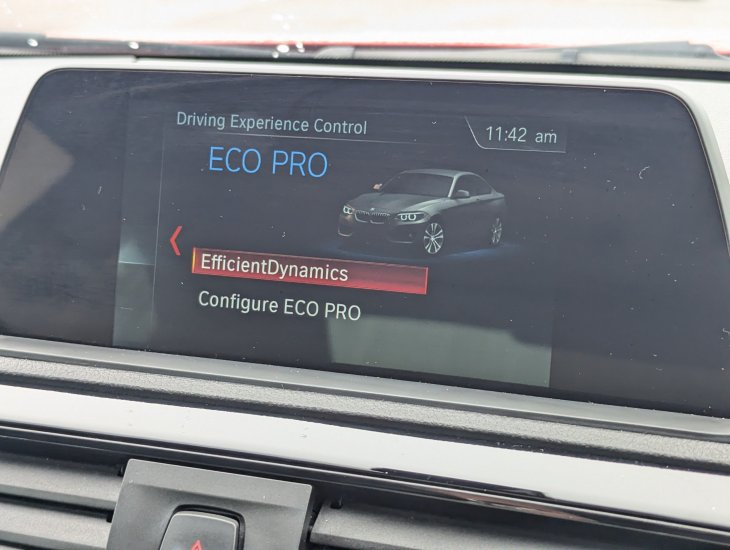 Driving Experience Control
11:42 am
ECO PRO
EfficientDynamics
Configure ECO PRO